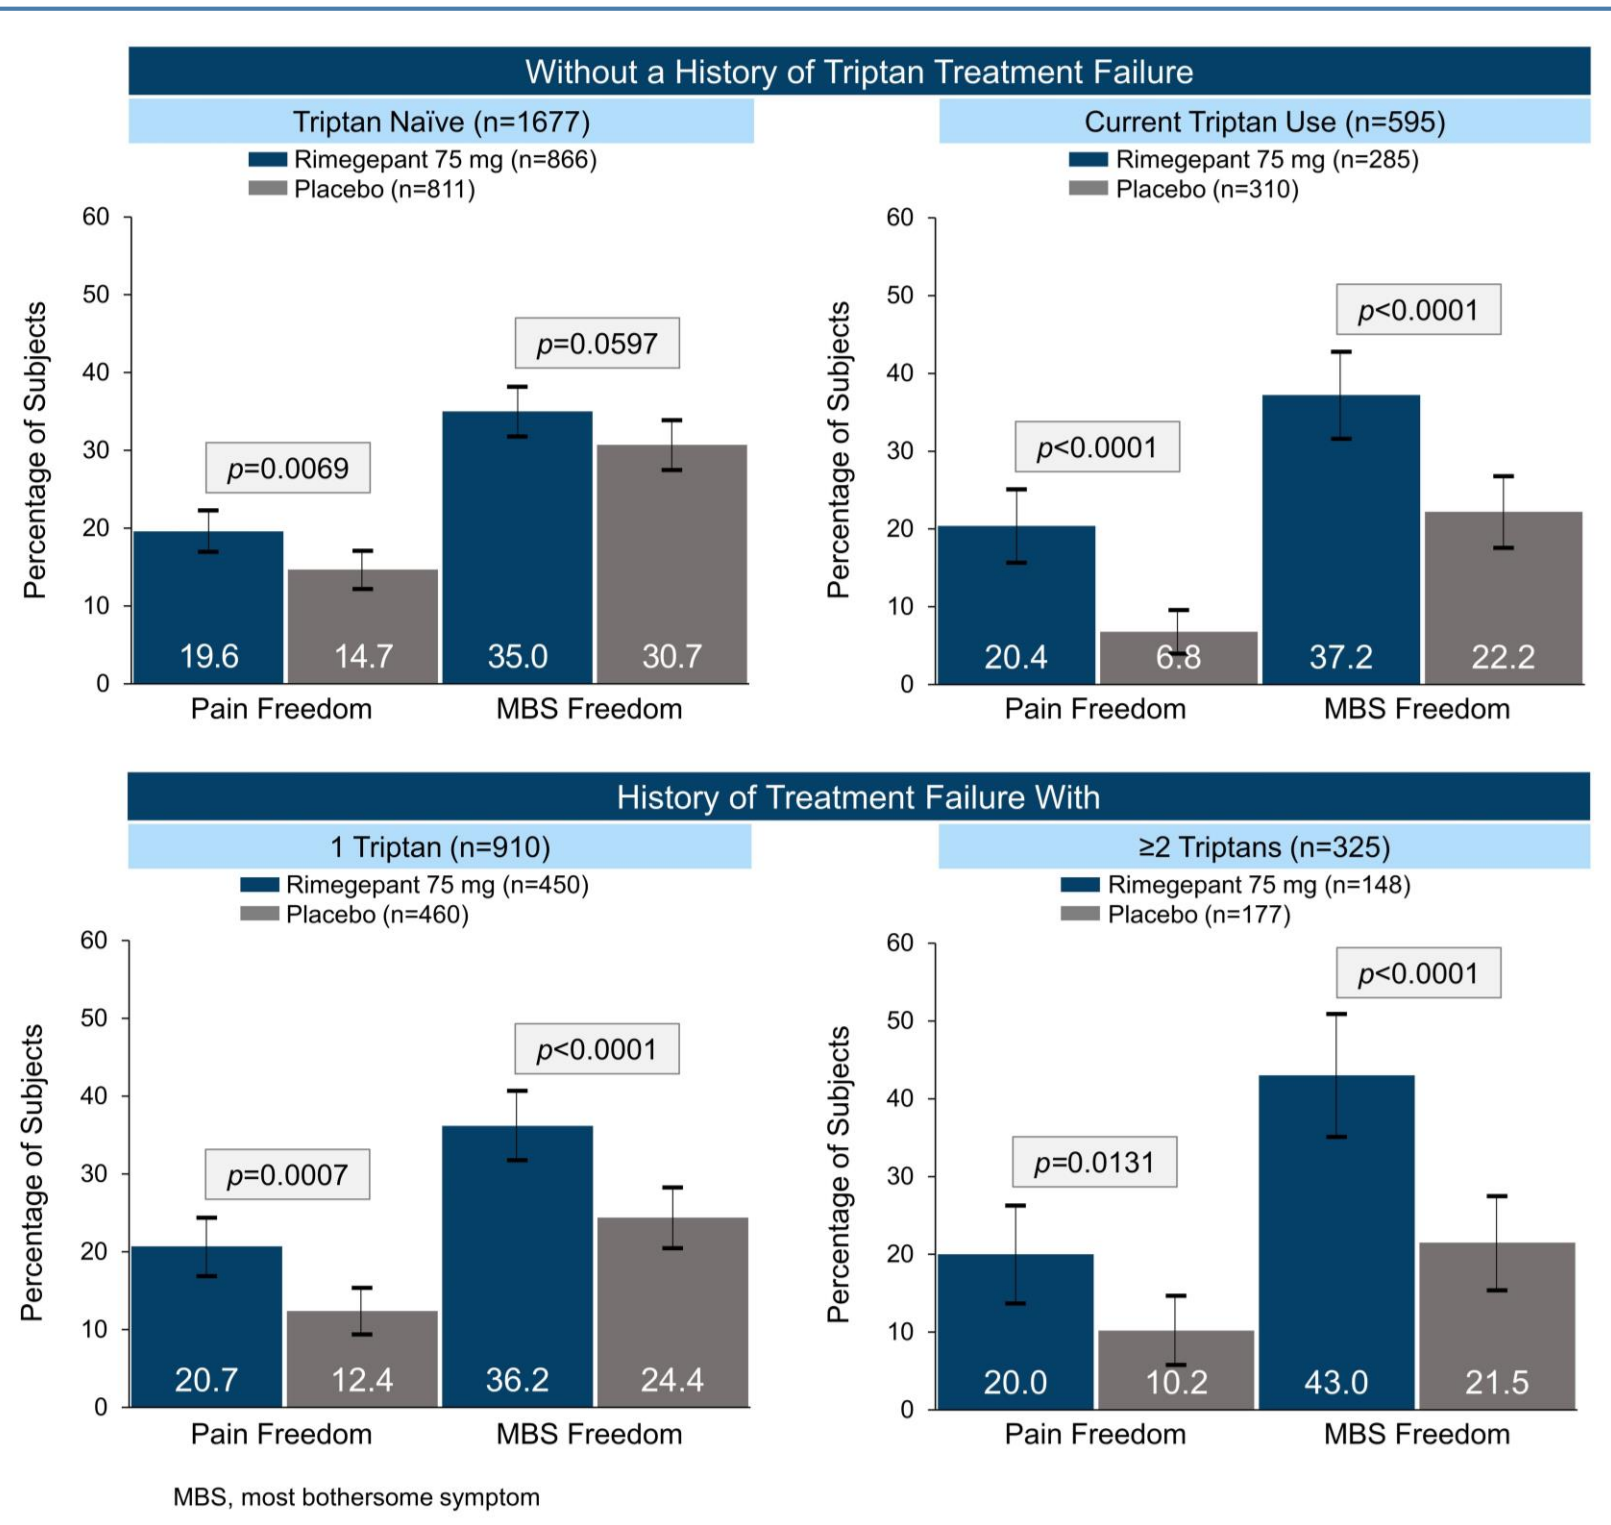 Without a History of Triptan Treatment Failure
Triptan Naïve (n=1677)
Rimegepant 75 mg (n=866)
Placebo (n=811)
Percentage of Subjects
60
50
40
30
20
10
0
p=0.0069
p=0.0597
19.6
14.7
35.0
30.7
Pain Freedom
MBS Freedom
Current Triptan Use (n=595)
Rimegepant 75 mg (n=285)
Placebo (n=310)
Percentage of Subjects
60
50
40
30
20
10
0
p<0.0001
p<0.0001
20.4
6.8
37.2
22.2
Pain Freedom
MBS Freedom
History of Treatment Failure With
1 Triptan (n=910)
Rimegepant 75 mg (n=450)
Placebo (n=460)
Percentage of Subjects
60
50
40
30
20
10
0
p=0.0007
p<0.0001
20.7
12.4
36.2
24.4
Pain Freedom
MBS Freedom
≥2 Triptans (n=325)
Rimegepant 75 mg (n=148)
Placebo (n=177)
Percentage of Subjects
60
50
40
30
20
10
0
p=0.0131
p<0.0001
20.0
10.2
43.0
21.5
Pain Freedom
MBS Freedom
MBS, most bothersome symptom